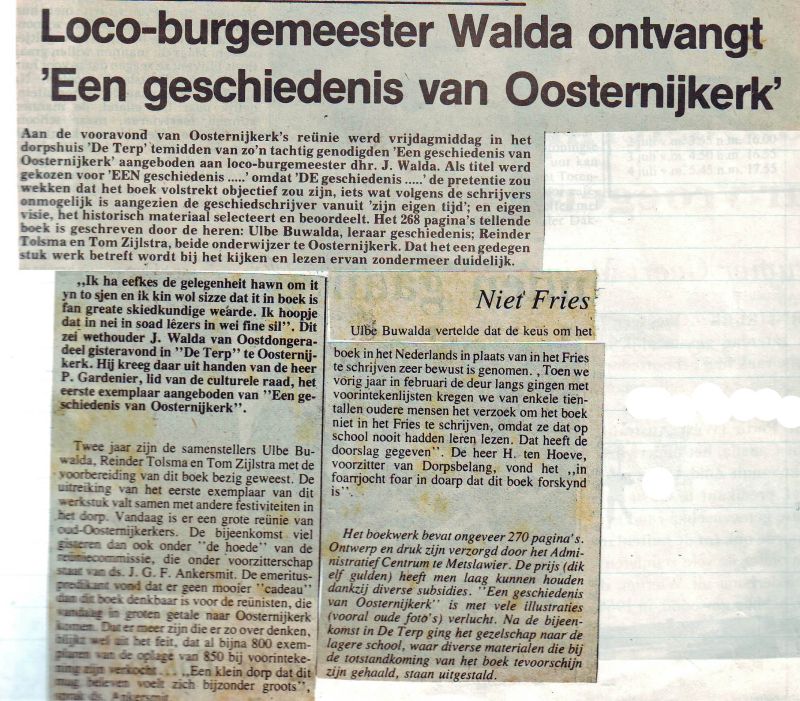 Loco-burgemeester Walda ontvangt
'Een geschiedenis van Oosternijkerk'
Aan de vooravond van Oosternijkerk's reünie werd vrijdagmiddag in het
dorpshuis 'De Terp' temidden van zo'n tachtig genodigden 'Een geschiedenis van
Oosternijkerk' aangeboden aan loco-burgemeester dhr. J. Walda. Als titel werd
gekozen voor 'EEN geschiedenis .....' omdat 'DE geschiedenis .....' de pretentie zou
wekken dat het boek volstrekt objectief zou zijn, iets wat volgens de schrijvers
onmogelijk is aangezien de geschiedschrijver vanuit 'zijn eigen tijd'; en eigen
visie, het historisch materiaal selecteert en beoordeelt. Het 268 pagina's tellende
boek is geschreven door de heren: Ulbe Buwalda, leraar geschiedenis; Reinder
Tolsma en Tom Zijlstra, beide onderwijzer te Oosternijkerk. Dat het een gedegen
stuk werk betreft wordt bij het kijken en lezen ervan zondermeer duidelijk.
„Ik ha eefkes de gelegenheit hawn om it
yn to sjen en ik kin wol sizze dat it in boek is
fan greate skiedkundige wearde. Ik hoopje
dat in nei in soad lêzers in wei fine sil". Dit
zei wethouder J. Walda van Oostdongera-
deel gisteravond in "De Terp" te Oosternij-
kerk. Hij kreeg daar uit handen van de heer
P. Gardenier, lid van de culturele raad, het
eerste exemplaar aangeboden van "Een ge-
schiedenis van Oosternijkerk".
Twee jaar zijn de samenstellers Ulbe Bu-
walda, Reinder Tolsma en Tom Zijlstra met de
voorbereiding van dit boek bezig geweest. De
uitreiking van het eerste exemplaar van dit
werkstuk valt samen met andere festiviteiten in
het dorp. Vandaag is er een grote reünie van
oud-Oosternijkerkers. De bijeenkomst viel
gisteren dan ook onder "de hoede" van de
reüniecommissie, die onder voorzitterschap
staat van ds. J. G. F. Ankersmit. De emeritus-
predikant vond dat er geen mooier "cadeau"
dan dit boek denkbaar is voor de reünisten, die
vandaag in groten getale naar Oosternijkerk
komen. Dat er meer zijn die er zo over denken,
blijkt wel uit het feit, dat al bijna 800 exem-
plaren van de oplage van 850 bij voorinteke-
ning zijn verkocht. „Een klein dorp dat dit
mag beleven voelt zich bijzonder groots",
sprak ds. Ankersmit.
Niet Fries
Ulbe Buwalda vertelde dat de keus om het
boek in het Nederlands in plaats van in het Fries
te schrijven zeer bewust is genomen. „Toen we
vorig jaar in februari de deur langs gingen met
voorintekenlijsten kregen we van enkele tien-
tallen oudere mensen het verzoek om het boek
niet in het Fries te schrijven, omdat ze dat op
school nooit hadden leren lezen. Dat heeft de
doorslag gegeven". De heer H. ten Hoeve,
voorzitter van Dorpsbelang, vond het „in
foarrjocht foar in doarp dat dit boek forskynd
is".
Het boekwerk bevat ongeveer 270 pagina's.
Ontwerp en druk zijn verzorgd door het Admi-
nistratief Centrum te Metslawier. De prijs (dik
elf gulden) heeft men laag kunnen houden
dankzij diverse subsidies. "Een geschiedenis
van Oosternijkerk" is met vele illustraties
(vooral oude foto's) verlucht. Na de bijeen-
komst in De Terp ging het gezelschap naar de
lagere school, waar diverse materialen die bij
de totstandkoming van het boek tevoorschijn
zijn gehaald, staan uitgestald.